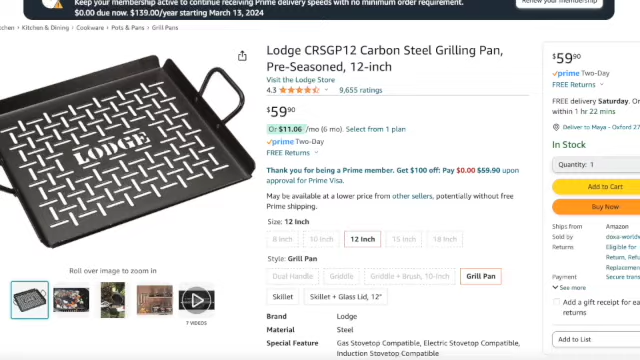 Keep your membership active to continue receiving Prime delivery speeds with no minimum order requirement.
$0.00 due now. $139.00/year starting March 13, 2024
Renew your membership
Kitchen & Dining › Cookware › Pots & Pans › Grill Pans
LODGE
Roll over image to zoom in
7 VIDEOS
Lodge CRSGP12 Carbon Steel Grilling Pan,
Pre-Seasoned, 12-inch
Visit the Lodge Store
4.3 9,655 ratings
$59 90
Or $11.06 /mo (6 mo). Select from 1 plan
prime Two-Day
FREE Returns
Thank you for being a Prime member. Get $100 off: Pay $0.00 $59.90 upon
approval for Prime Visa.
May be available at a lower price from other sellers, potentially without free
Prime shipping.
Size: 12 Inch
8 inch
10 Inch
12 Inch
15 Inch
18 Inch
Style: Grill Pan
Dual Handle
Griddle
Griddle + Brush, 10-Inch
Grill Pan
Skillet
Skillet + Glass Lid, 12"
Brand Lodge
Material Steel
Special Feature Gas Stovetop Compatible, Electric Stovetop Compatible,
Induction Stovetop Compatible
$59 90
prime Two-Day
FREE Returns
FREE delivery Saturday,
within 1 hr 22 mins
Deliver to Maya - Oxford
In Stock
Quantity: 1
Add to Cart
Buy Now
Ships from Amazon
Sold by
Returns Eligible for
Return,
Payment Secure
See more
Add a gift receipt for
returns
Add to List